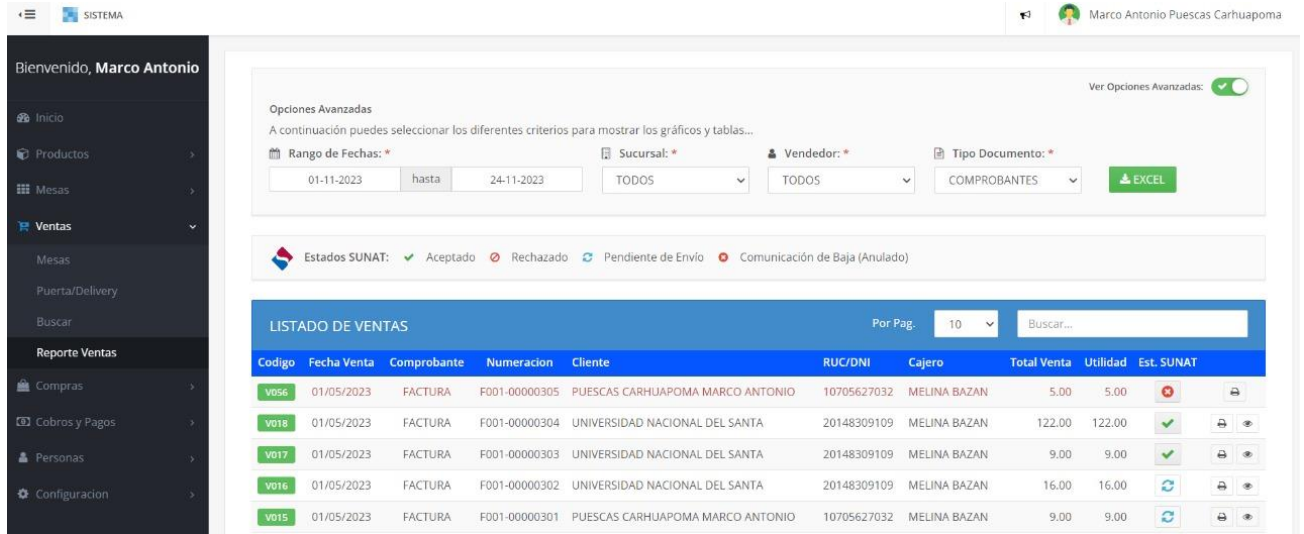 SISTEMA
Marco Antonio Puescas Carhuapoma
Bienvenido, Marco Antonio
Inicio
Productos
Mesas
Ventas
Mesas
Puerta/Delivery
Buscar
Reporte Ventas
Compras
Cobros y Pagos
Personas
Configuracion
Ver Opciones Avanzadas:
Opciones Avanzadas
A continuación puedes seleccionar los diferentes criterios para mostrar los gráficos y tablas...
Rango de Fechas: * Sucursal: * Vendedor: * Tipo Documento: *
01-11-2023 hasta 24-11-2023 TODOS TODOS COMPROBANTES EXCEL
Estados SUNAT: Aceptado Rechazado Pendiente de Envío Comunicación de Baja (Anulado)
LISTADO DE VENTAS Por Pag. 10 Buscar...
Codigo Fecha Venta Comprobante Numeracion Cliente RUC/DNI Cajero Total Venta Utilidad Est. SUNAT
V056 01/05/2023 FACTURA F001-00000305 PUESCAS CARHUAPOMA MARCO ANTONIO 10705627032 MELINA BAZAN 5.00 5.00
V018 01/05/2023 FACTURA F001-00000304 UNIVERSIDAD NACIONAL DEL SANTA 20148309109 MELINA BAZAN 122.00 122.00
V017 01/05/2023 FACTURA F001-00000303 UNIVERSIDAD NACIONAL DEL SANTA 20148309109 MELINA BAZAN 9.00 9.00
V016 01/05/2023 FACTURA F001-00000302 UNIVERSIDAD NACIONAL DEL SANTA 20148309109 MELINA BAZAN 16.00 16.00
V015 01/05/2023 FACTURA F001-00000301 PUESCAS CARHUAPOMA MARCO ANTONIO 10705627032 MELINA BAZAN 9.00 9.00